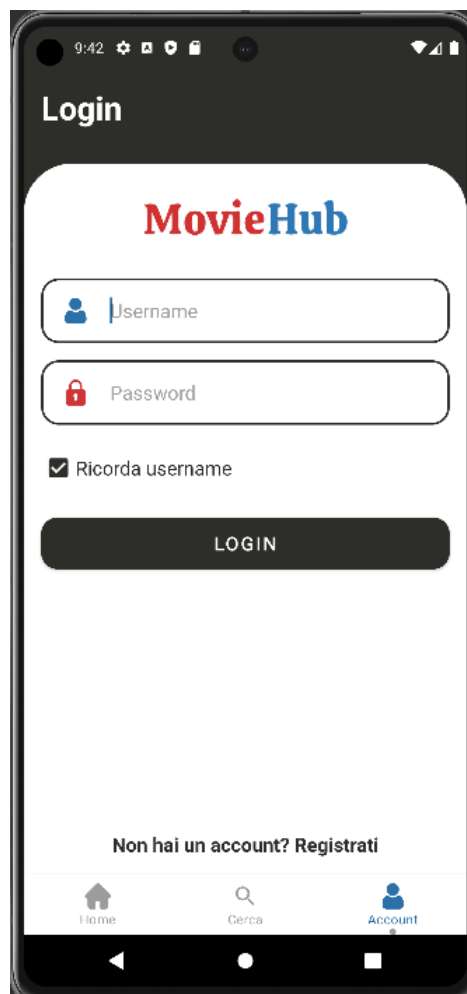 9:42
Login
MovieHub
Username
Password
Ricorda username
LOGIN
Non hai un account? Registrati
Home
Cerca
Account